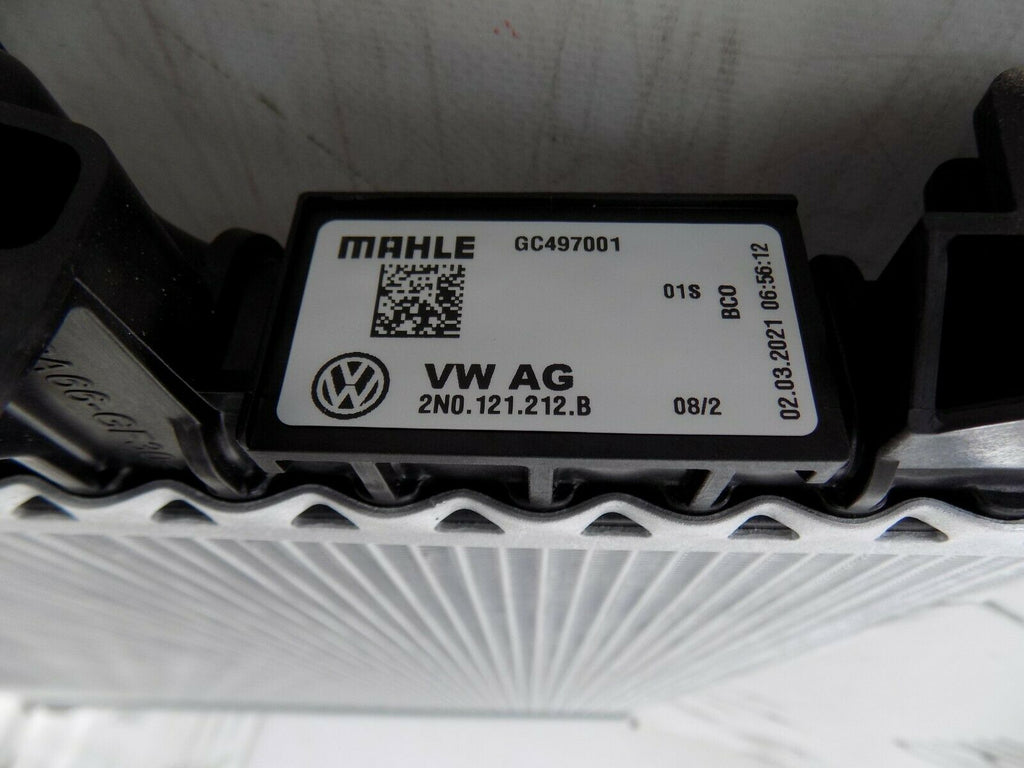 MAHLE GC497001
01S
BCO
02.03.2021 06:56:12
VW AG
2N0.121.212.B
08/2